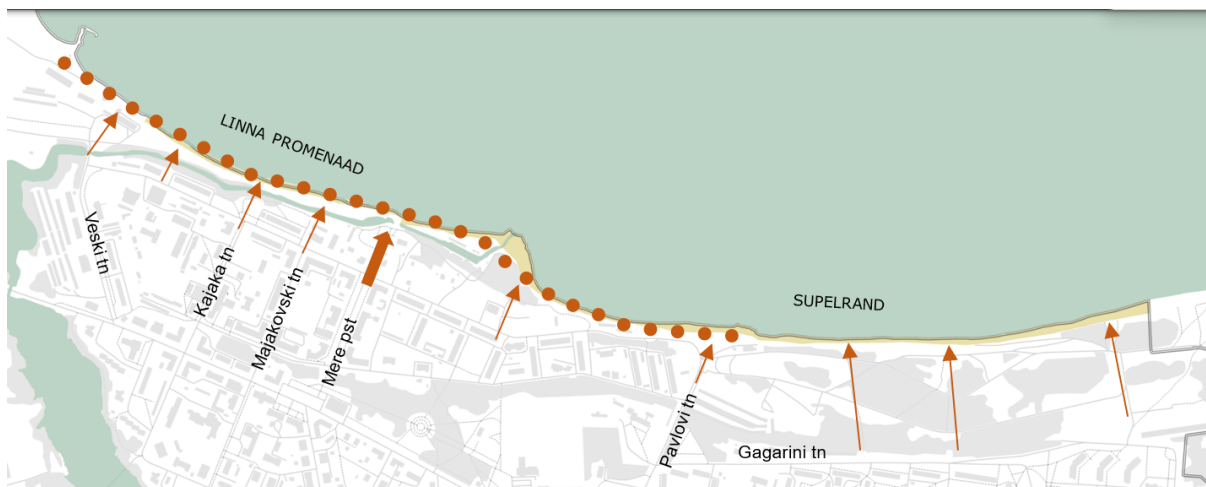 LINNA PROMENAAD
SUPELRAND
Veski tn
Kajaka tn
Majakovski tn
Mere pst
Pavlovi tn
Gagarini tn